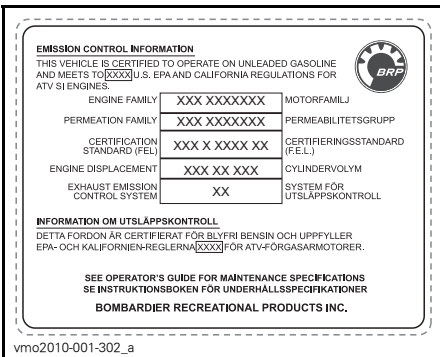 EMISSION CONTROL INFORMATION
THIS VEHICLE IS CERTIFIED TO OPERATE ON UNLEADED GASOLINE
AND MEETS TO XXXX U.S. EPA AND CALIFORNIA REGULATIONS FOR
ATV SI ENGINES.
BRP
ENGINE FAMILY XXX XXXXXXX MOTORFAMILJ
PERMEATION FAMILY XXX XXXXXXX PERMEABILITETSGRUPP
CERTIFICATION
STANDARD (FEL) XXX X XXXX XX CERTIFIERINGSSTANDARD
(F.E.L.)
ENGINE DISPLACEMENT XXX XX XXX CYLINDERVOLYM
EXHAUST EMISSION
CONTROL SYSTEM XX SYSTEM FÖR
UTSLÄPPSKONTROLL
INFORMATION OM UTSLÄPPSKONTROLL
DETTA FORDON ÄR CERTIFIERAT FÖR BLYFRI BENSIN OCH UPPFYLLER
EPA- OCH KALIFORNIEN-REGLERNA XXXX FÖR ATV-FÖRGASARMOTORER.
SEE OPERATOR'S GUIDE FOR MAINTENANCE SPECIFICATIONS
SE INSTRUKTIONSBOKEN FÖR UNDERHÅLLSSPECIFIKATIONER
BOMBARDIER RECREATIONAL PRODUCTS INC.
vmo2010-001-302_a